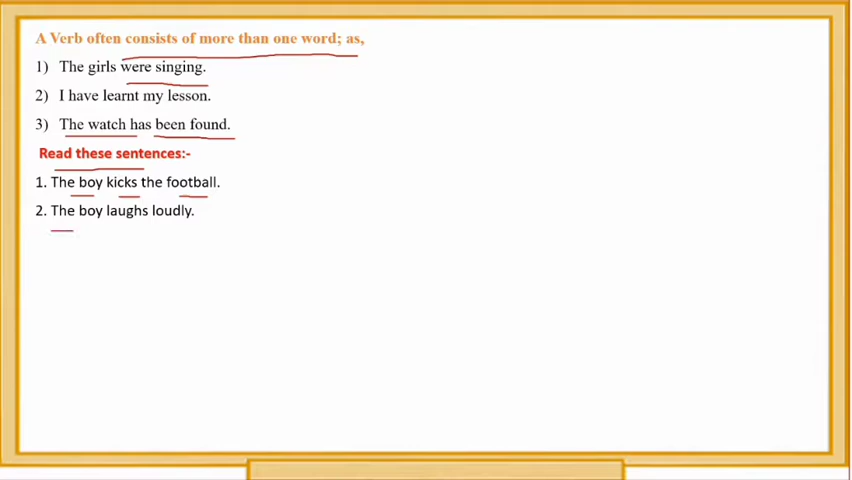 A Verb often consists of more than one word; as,
1) The girls were singing.
2) I have learnt my lesson.
3) The watch has been found.
Read these sentences:-
1. The boy kicks the football.
2. The boy laughs loudly.